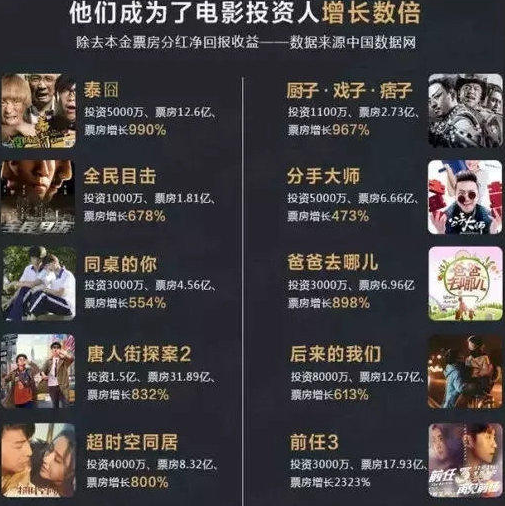 他们成为了电影投资人增长数倍
除去本金票房分红净回报收益——数据来源中国数据网
泰囧
投资5000万、票房12.6亿、
票房增长990%
厨子·戏子·痞子
投资1100万、票房2.73亿、
票房增长967%
全民目击
投资1000万、票房1.81亿、
票房增长678%
分手大师
投资5000万、票房6.66亿、
票房增长473%
同桌的你
投资3000万、票房4.56亿、
票房增长554%
爸爸去哪儿
投资3000万、票房6.96亿
票房增长898%
爸爸
去哪儿
唐人街探案2
投资1.5亿、票房31.89亿、
票房增长832%
后来的我们
投资8000万、票房12.67亿、
票房增长613%
超时空同居
投资4000万、票房8.32亿、
票房增长800%
前任3
投资3000万、票房17.93亿、
票房增长2323%
前任3
再见前任